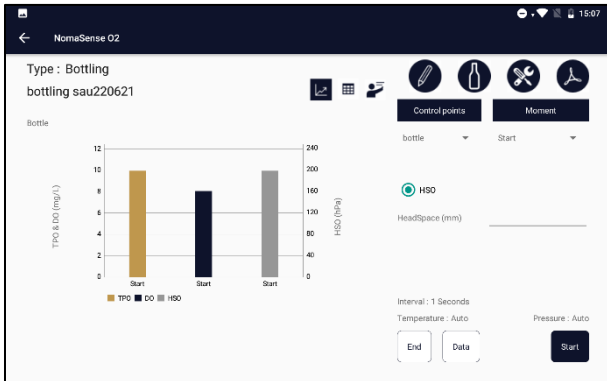 15:07
NomaSense O2
Type : Bottling
bottling sau220621
Bottle
TPO & DO (mg/L)
12
10
8
6
4
2
0
240
200
160
120
80
40
0
HSO (hPa)
Start
Start
Start
TPO DO HSO
Control points
Moment
bottle
Start
HSO
HeadSpace (mm)
Interval : 1 Seconds
Temperature : Auto
Pressure : Auto
End
Data
Start